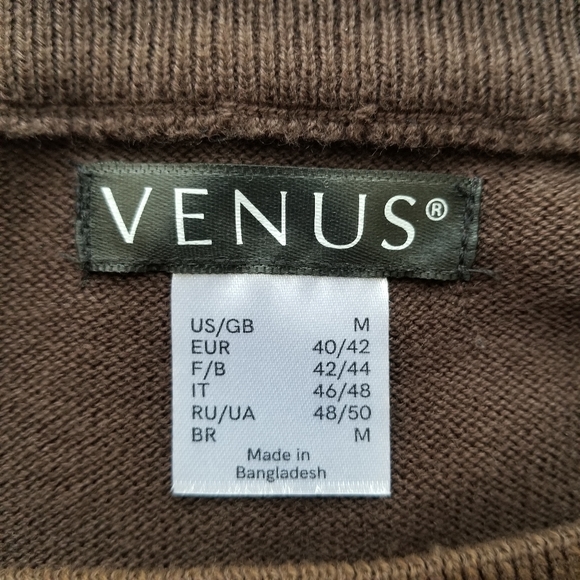 VENUS®
US/GB M
EUR 40/42
F/B 42/44
IT 46/48
RU/UA 48/50
BR M
Made in
Bangladesh